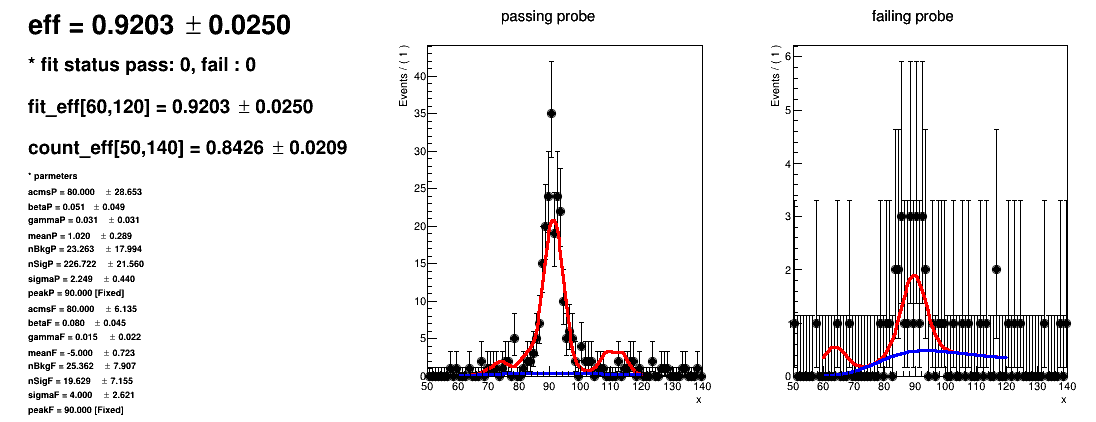 eff = 0.9203 ± 0.0250
* fit status pass: 0, fail : 0
fit_eff[60,120] = 0.9203 ± 0.0250
count_eff[50,140] = 0.8426 ± 0.0209
* parmeters
acmsP = 80.000 ± 28.653
betaP = 0.051 ± 0.049
gammaP = 0.031 ± 0.031
meanP = 1.020 ± 0.289
nBkgP = 23.263 ± 17.994
nSigP = 226.722 ± 21.560
sigmaP = 2.249 ± 0.440
peakP = 90.000 [Fixed]
acmsF = 80.000 ± 6.135
betaF = 0.080 ± 0.045
gammaF = 0.015 ± 0.022
meanF = -5.000 ± 0.723
nBkgF = 25.362 ± 7.907
nSigF = 19.629 ± 7.155
sigmaF = 4.000 ± 2.621
peakF = 90.000 [Fixed]
passing probe
Events / ( 1 )
40
35
30
25
20
15
10
5
0
50 60 70 80 90 100 110 120 130 140
x
failing probe
Events / ( 1 )
6
5
4
3
2
1
0
50 60 70 80 90 100 110 120 130 140
x